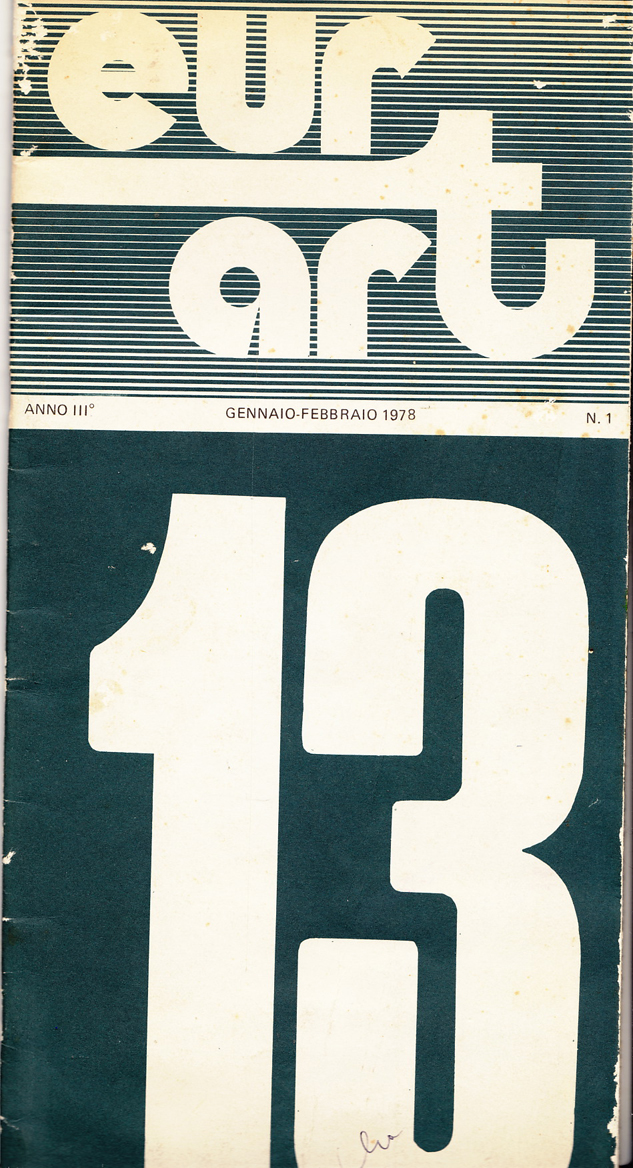 eur
art
ANNO III° GENNAIO-FEBBRAIO 1978 N. 1
13